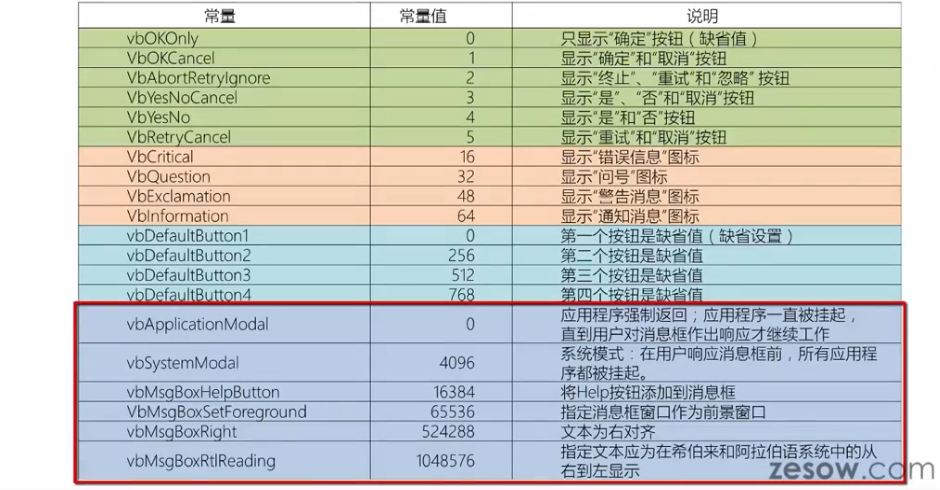 常量 常量值 说明
vbOKOnly 0 只显示“确定”按钮（缺省值）
VbOKCancel 1 显示“确定”和“取消”按钮
VbAbortRetryIgnore 2 显示“终止”、“重试”和“忽略” 按钮
VbYesNoCancel 3 显示“是”、“否”和“取消”按钮
VbYesNo 4 显示“是”和“否”按钮
VbRetryCancel 5 显示“重试”和“取消”按钮
VbCritical 16 显示“错误信息”图标
VbQuestion 32 显示“问号”图标
VbExclamation 48 显示“警告消息”图标
VbInformation 64 显示“通知消息”图标
vbDefaultButton1 0 第一个按钮是缺省值（缺省设置）
vbDefaultButton2 256 第二个按钮是缺省值
vbDefaultButton3 512 第三个按钮是缺省值
vbDefaultButton4 768 第四个按钮是缺省值
vbApplicationModal 0 应用程序强制返回；应用程序一直被挂起，
直到用户对消息框作出响应才继续工作
vbSystemModal 4096 系统模式：在用户响应消息框前，所有应用程
序都被挂起。
vbMsgBoxHelpButton 16384 将Help按钮添加到消息框
VbMsgBoxSetForeground 65536 指定消息框窗口作为前景窗口
vbMsgBoxRight 524288 文本为右对齐
vbMsgBoxRtlReading 1048576 指定文本应为在希伯来和阿拉伯语系统中的从
右到左显示
zesow.com